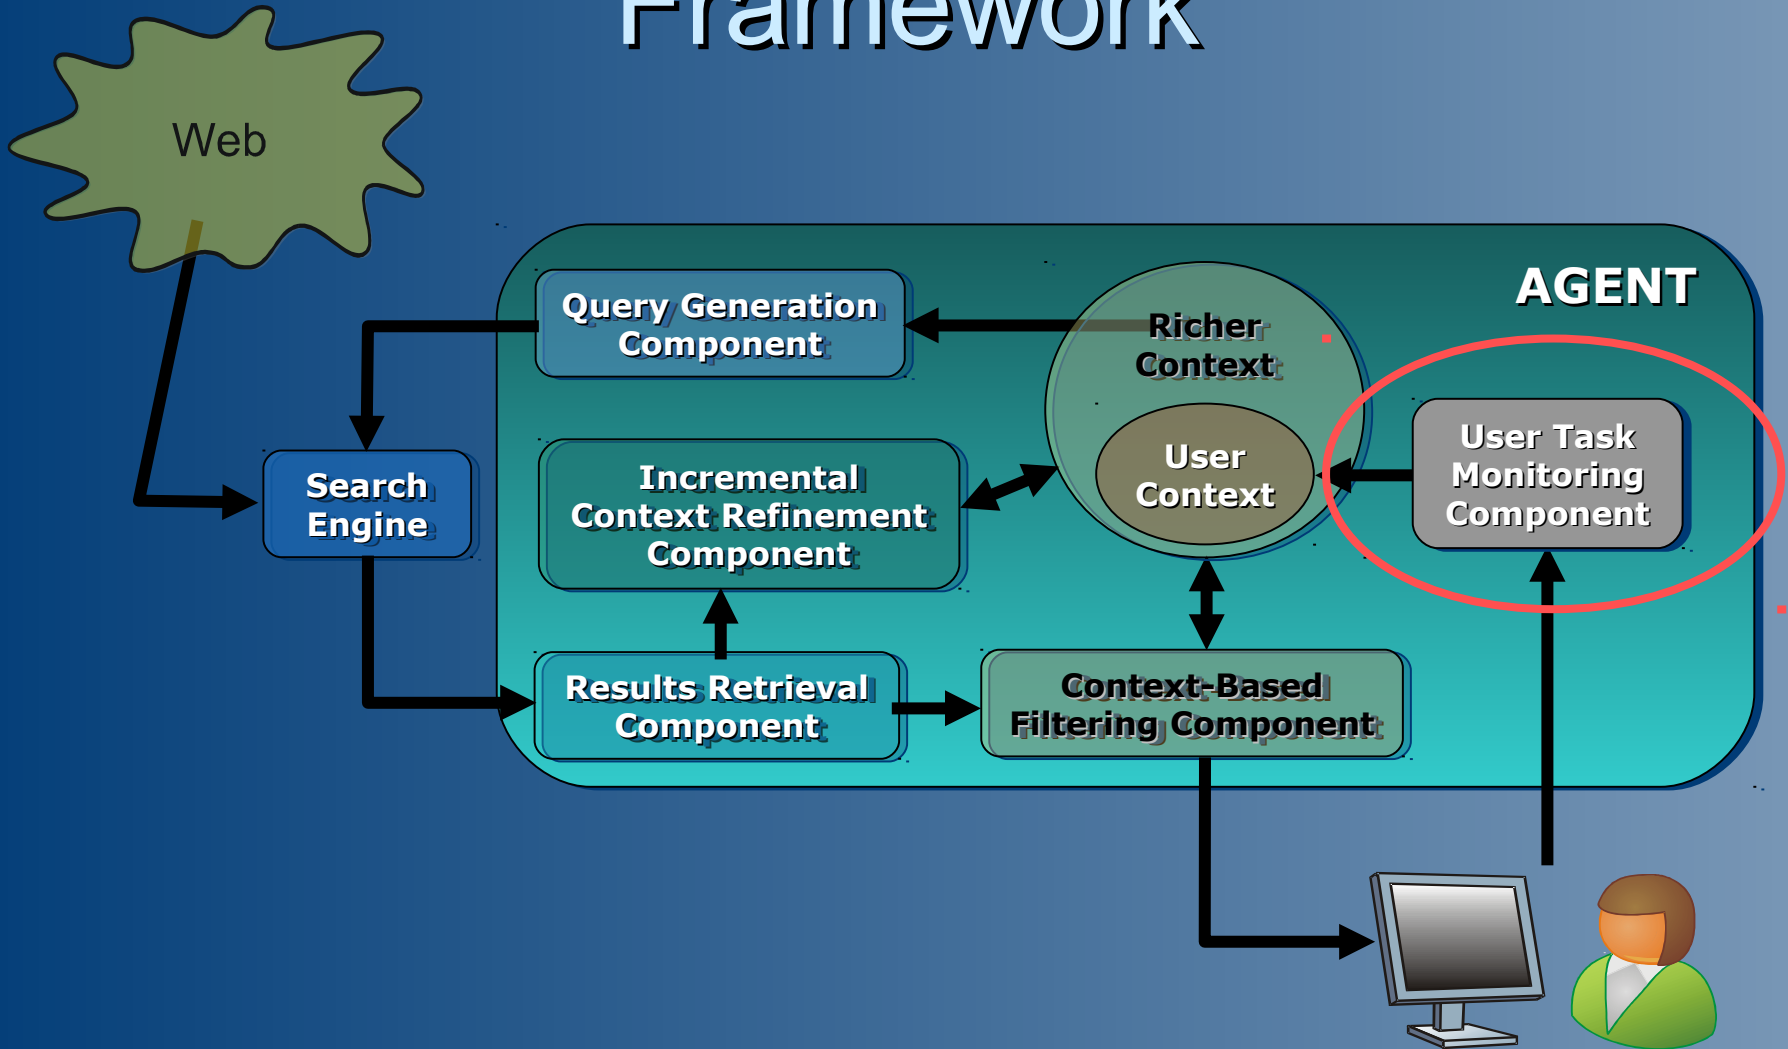 Framework
Web
AGENT
Query Generation
Component
Richer
Context
User Task
Monitoring
Component
User
Context
Search
Engine
Incremental
Context Refinement
Component
Results Retrieval
Component
Context-Based
Filtering Component